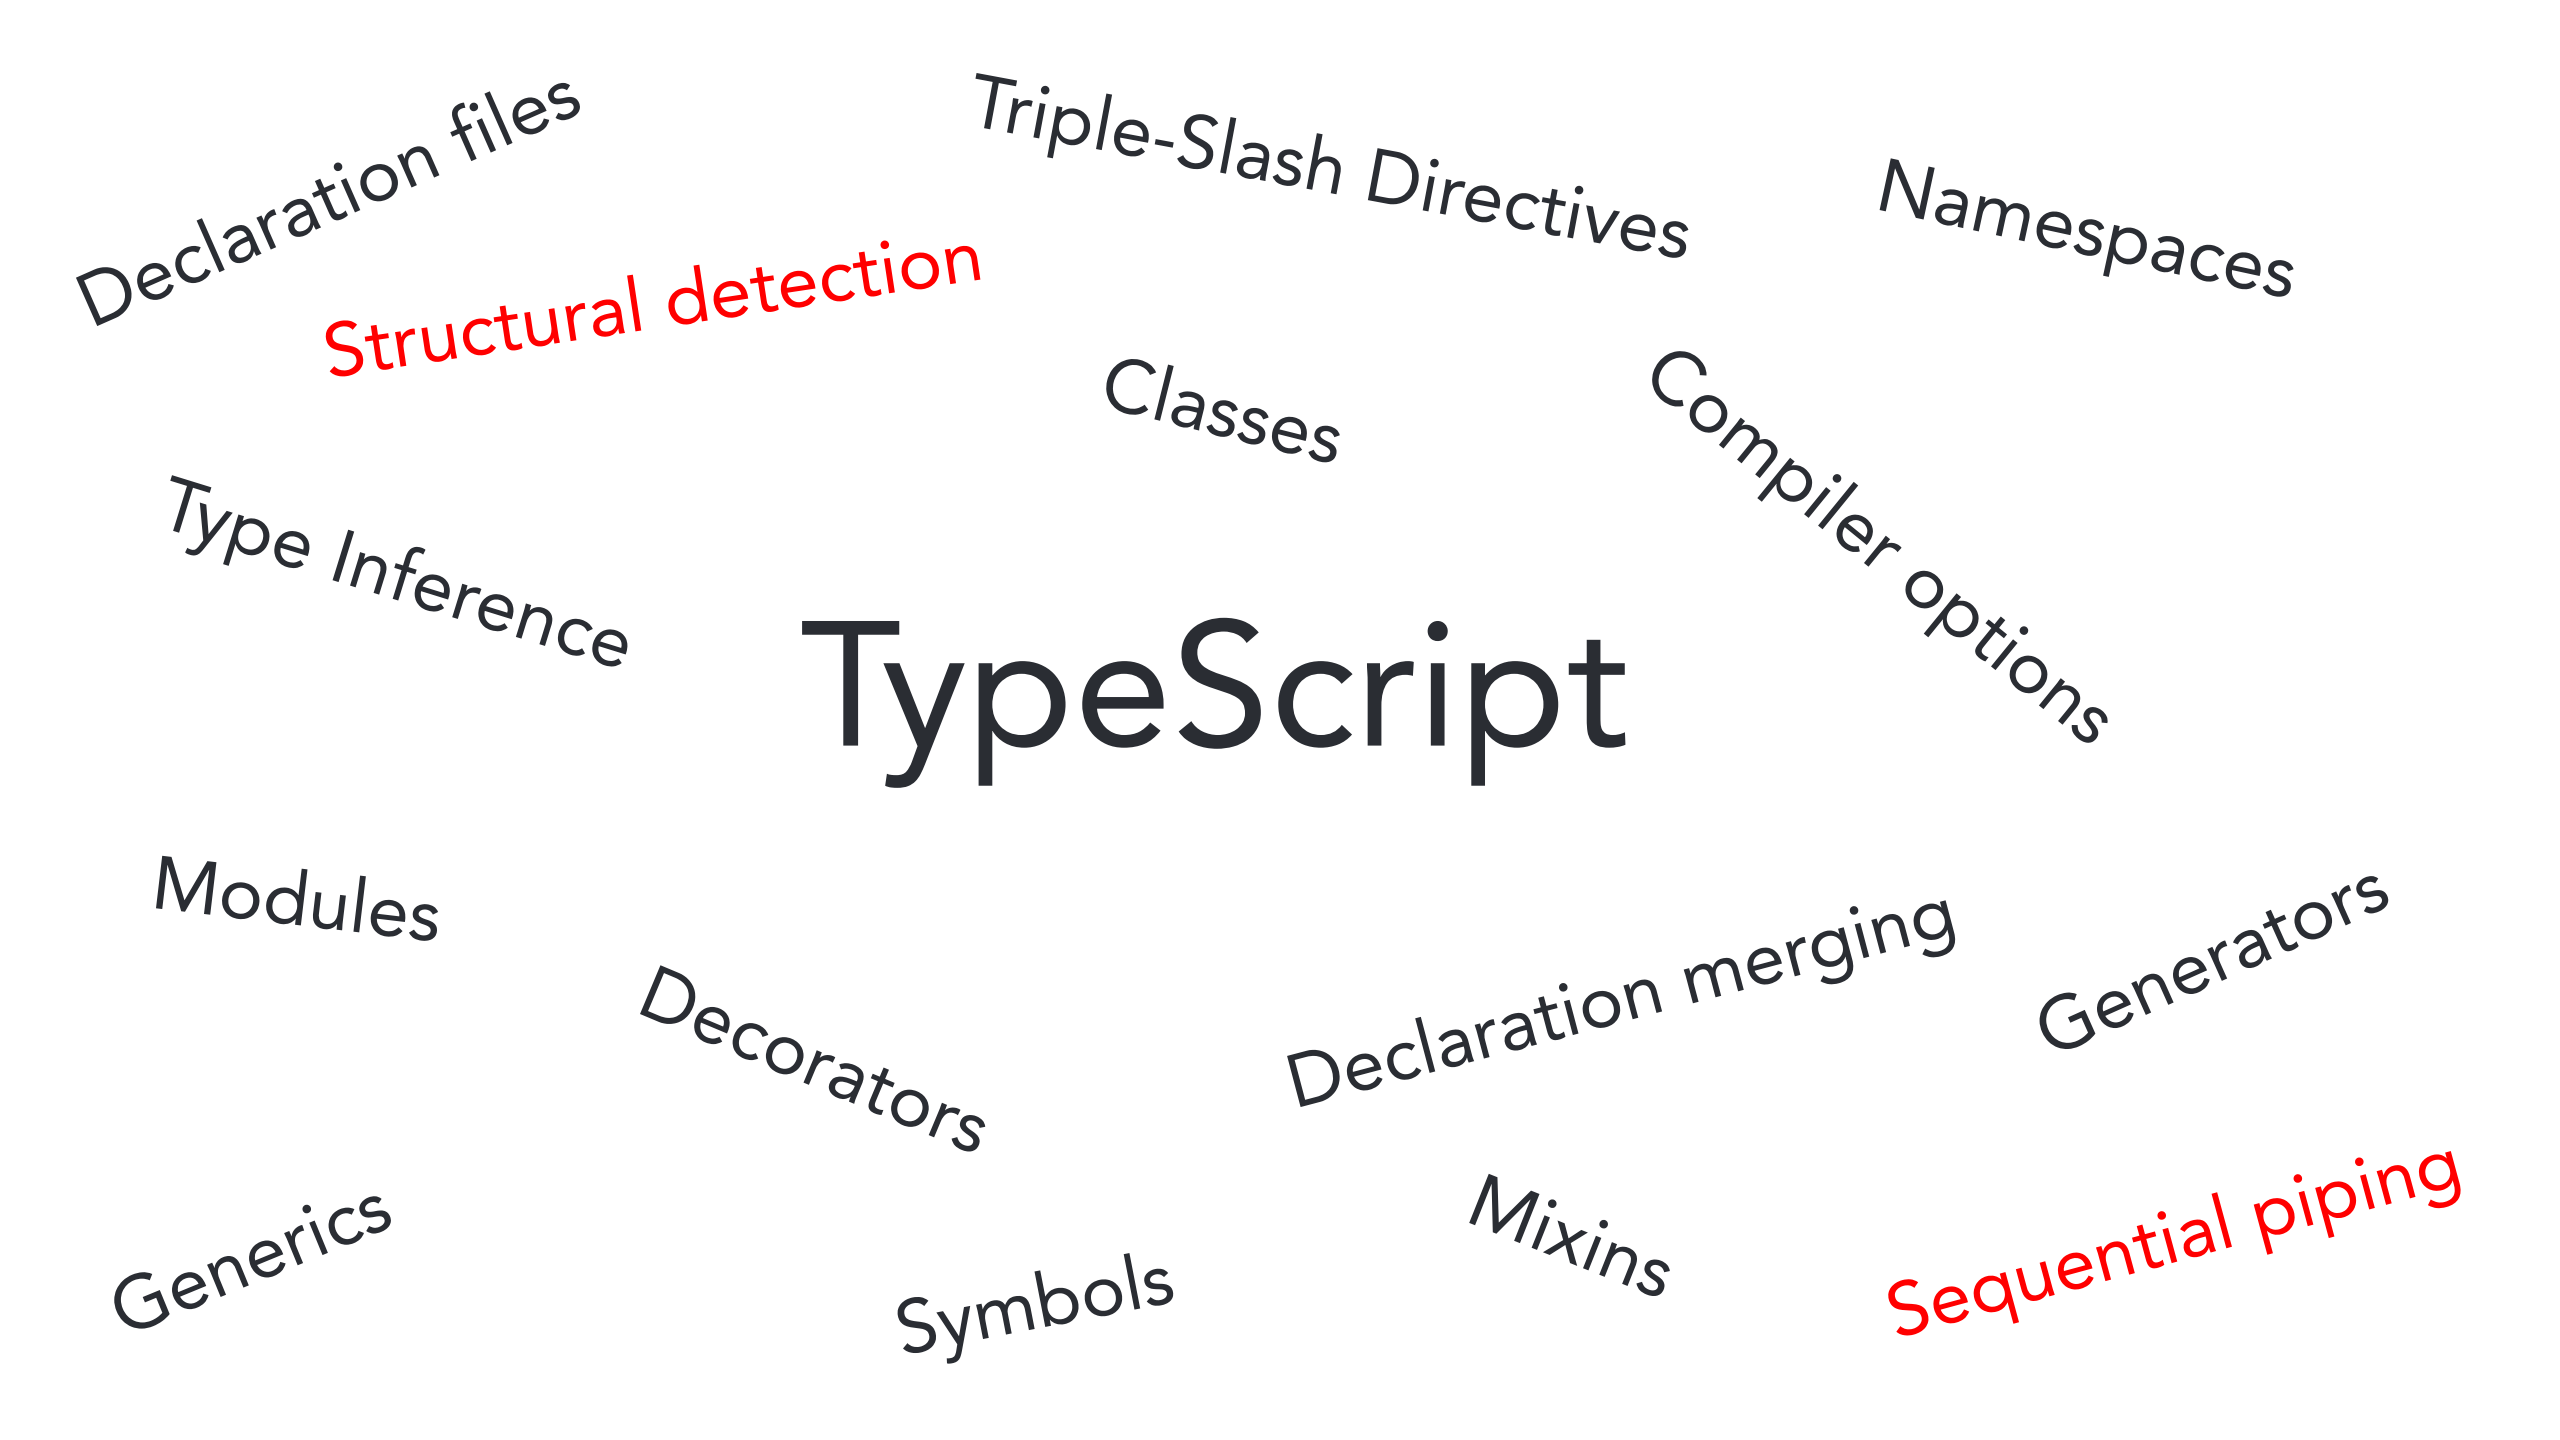 Declaration files
Triple-Slash Directives
Namespaces
Structural detection
Classes
Compiler options
Type Inference
TypeScript
Modules
Decorators
Declaration merging
Generators
Generics
Symbols
Mixins
Sequential piping